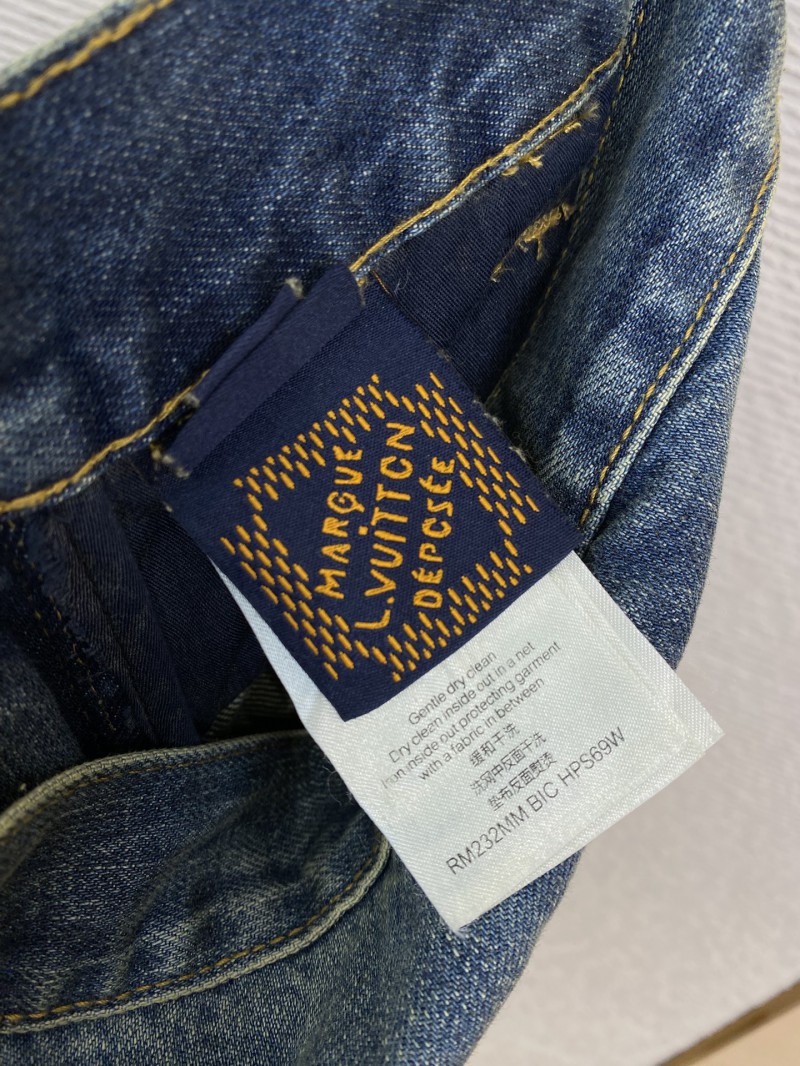 MARQUE
L.VUITTON
DÉPOSÉE
Gentle dry clean
Dry clean inside out in a net
Iron inside out protecting garment
with a fabric in between
缓和干洗
洗网中反面干洗
垫布反面熨烫
RM232MM BIC HPS69W